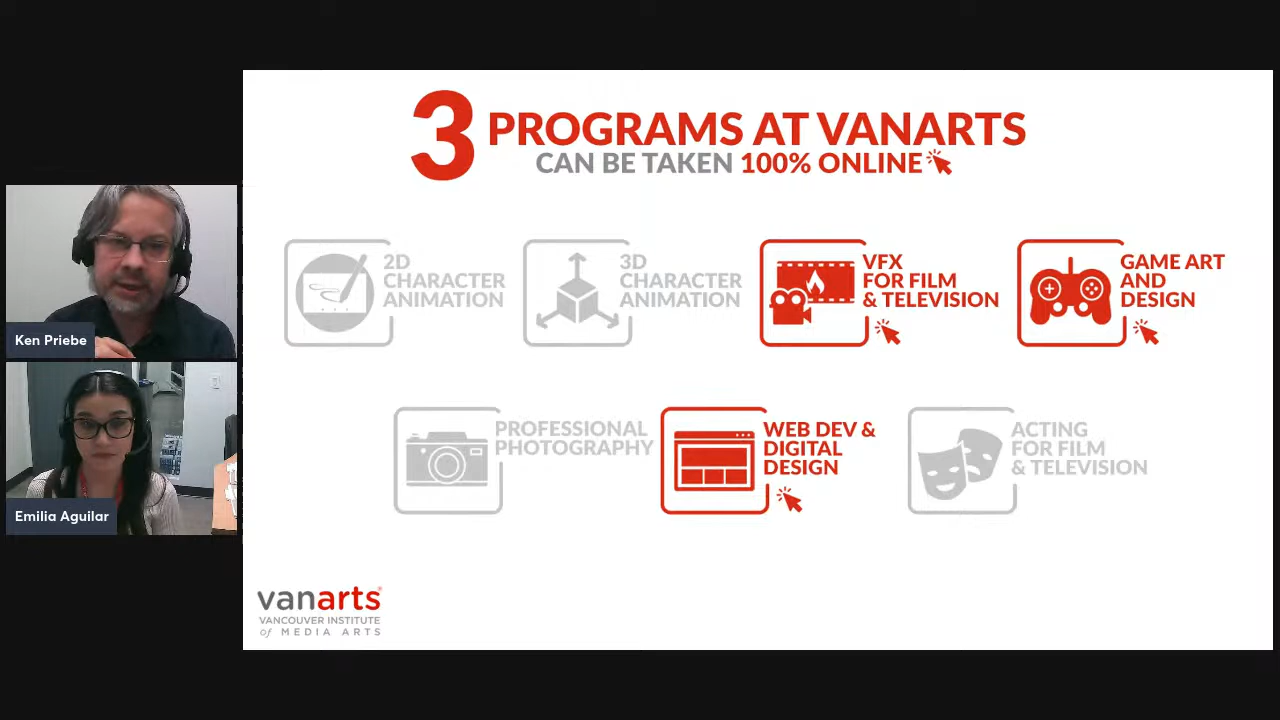 3 PROGRAMS AT VANARTS
CAN BE TAKEN 100% ONLINE
2D
CHARACTER
ANIMATION
3D
CHARACTER
ANIMATION
VFX
FOR FILM
& TELEVISION
GAME ART
AND
DESIGN
Ken Priebe
PROFESSIONAL
PHOTOGRAPHY
WEB DEV &
DIGITAL
DESIGN
ACTING
FOR FILM
& TELEVISION
Emilia Aguilar
vanarts
VANCOUVER INSTITUTE
of MEDIA ARTS